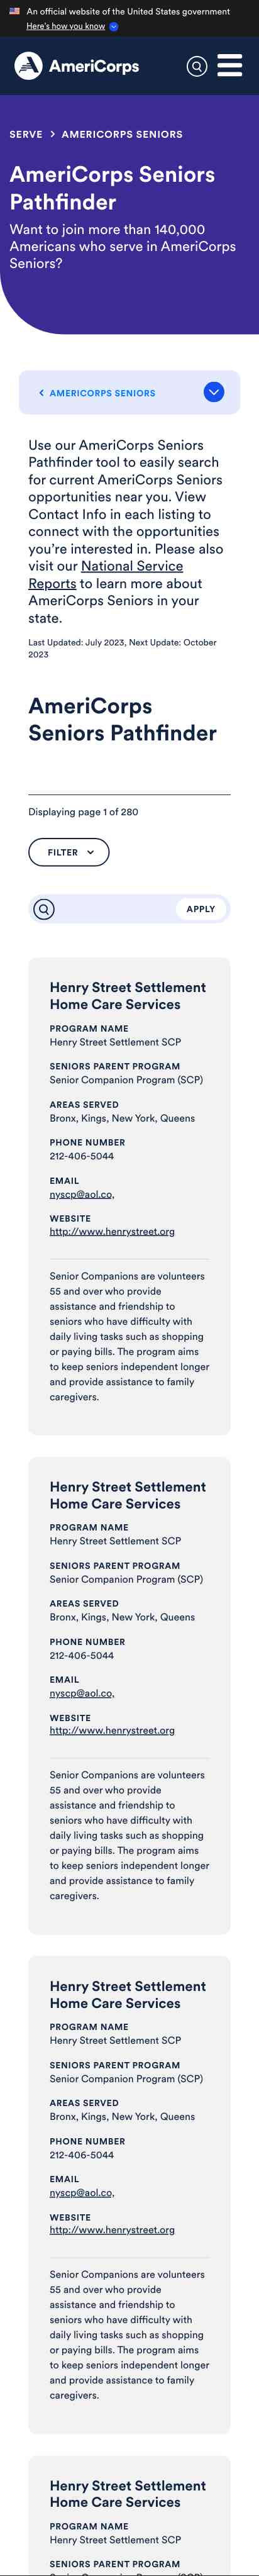 An official website of the United States government
Here's how you know
AmeriCorps
SERVE > AMERICORPS SENIORS
AmeriCorps Seniors
Pathfinder
Want to join more than 140,000
Americans who serve in AmeriCorps
Seniors?
AMERICORPS SENIORS
Use our AmeriCorps Seniors
Pathfinder tool to easily search
for current AmeriCorps Seniors
opportunities near you. View
Contact Info in each listing to
connect with the opportunities
you’re interested in. Please also
visit our National Service
Reports to learn more about
AmeriCorps Seniors in your
state.
Last Updated: July 2023, Next Update: October
2023
AmeriCorps
Seniors Pathfinder
Displaying page 1 of 280
FILTER
APPLY
Henry Street Settlement
Home Care Services
PROGRAM NAME
Henry Street Settlement SCP
SENIORS PARENT PROGRAM
Senior Companion Program (SCP)
AREAS SERVED
Bronx, Kings, New York, Queens
PHONE NUMBER
212-406-5044
EMAIL
nyscp@aol.co,
WEBSITE
http://www.henrystreet.org
Senior Companions are volunteers
55 and over who provide
assistance and friendship to
seniors who have difficulty with
daily living tasks such as shopping
or paying bills. The program aims
to keep seniors independent longer
and provide assistance to family
caregivers.
Henry Street Settlement
Home Care Services
PROGRAM NAME
Henry Street Settlement SCP
SENIORS PARENT PROGRAM
Senior Companion Program (SCP)
AREAS SERVED
Bronx, Kings, New York, Queens
PHONE NUMBER
212-406-5044
EMAIL
nyscp@aol.co,
WEBSITE
http://www.henrystreet.org
Senior Companions are volunteers
55 and over who provide
assistance and friendship to
seniors who have difficulty with
daily living tasks such as shopping
or paying bills. The program aims
to keep seniors independent longer
and provide assistance to family
caregivers.
Henry Street Settlement
Home Care Services
PROGRAM NAME
Henry Street Settlement SCP
SENIORS PARENT PROGRAM
Senior Companion Program (SCP)
AREAS SERVED
Bronx, Kings, New York, Queens
PHONE NUMBER
212-406-5044
EMAIL
nyscp@aol.co,
WEBSITE
http://www.henrystreet.org
Senior Companions are volunteers
55 and over who provide
assistance and friendship to
seniors who have difficulty with
daily living tasks such as shopping
or paying bills. The program aims
to keep seniors independent longer
and provide assistance to family
caregivers.
Henry Street Settlement
Home Care Services
PROGRAM NAME
Henry Street Settlement SCP
SENIORS PARENT PROGRAM